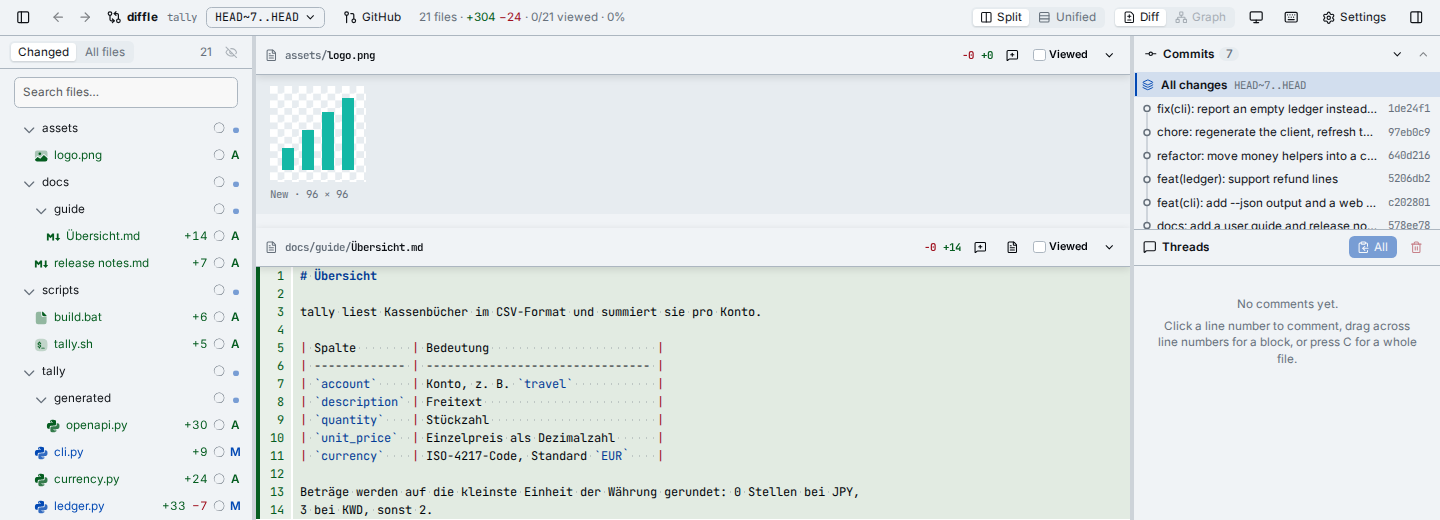 diffle tally HEAD~7..HEAD GitHub 21 files · +304 −24 · 0/21 viewed · 0% Split Unified Diff Graph Settings
Changed All files 21
Search files...
assets
logo.png A
docs
guide
Übersicht.md +14 A
release notes.md +7 A
scripts
build.bat +6 A
tally.sh +5 A
tally
generated
openapi.py +30 A
cli.py +9 M
currency.py +24 A
ledger.py +33 −7 M
assets/logo.png -0 +0 Viewed
New · 96 × 96
docs/guide/Übersicht.md -0 +14 Viewed
1 # Übersicht
2
3 tally liest Kassenbücher im CSV-Format und summiert sie pro Konto.
4
5 | Spalte | Bedeutung |
6 | ------------- | -------------------------------- |
7 | `account` | Konto, z. B. `travel` |
8 | `description` | Freitext |
9 | `quantity` | Stückzahl |
10 | `unit_price` | Einzelpreis als Dezimalzahl |
11 | `currency` | ISO-4217-Code, Standard `EUR` |
12
13 Beträge werden auf die kleinste Einheit der Währung gerundet: 0 Stellen bei JPY,
14 3 bei KWD, sonst 2.
Commits 7
All changes HEAD~7..HEAD
fix(cli): report an empty ledger instead... 1de24f1
chore: regenerate the client, refresh t... 97eb0c9
refactor: move money helpers into a c... 640d216
feat(ledger): support refund lines 5206db2
feat(cli): add --json output and a web ... c202801
docs: add a user guide and release no... 578ee78
Threads All
No comments yet.
Click a line number to comment, drag across
line numbers for a block, or press C for a whole
file.